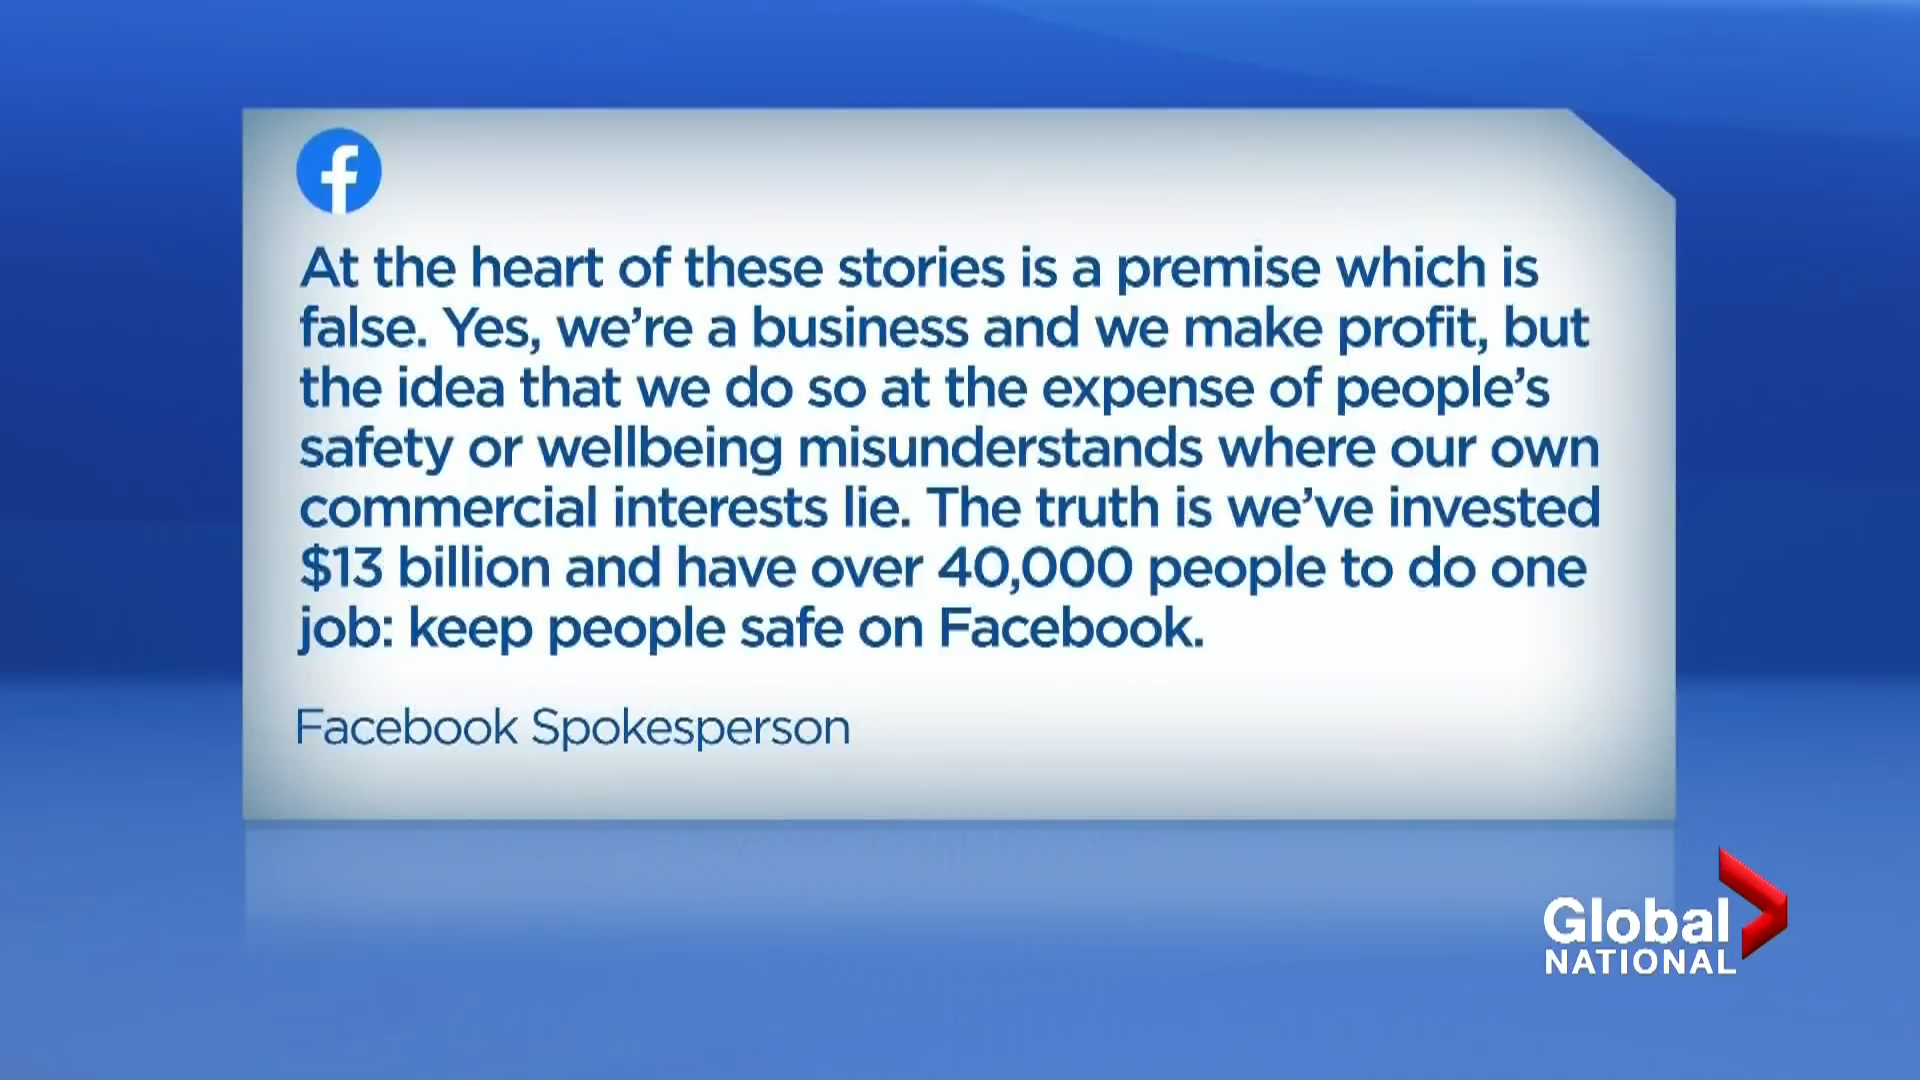 At the heart of these stories is a premise which is
false. Yes, we’re a business and we make profit, but
the idea that we do so at the expense of people’s
safety or wellbeing misunderstands where our own
commercial interests lie. The truth is we’ve invested
$13 billion and have over 40,000 people to do one
job: keep people safe on Facebook.
Facebook Spokesperson
Global
NATIONAL